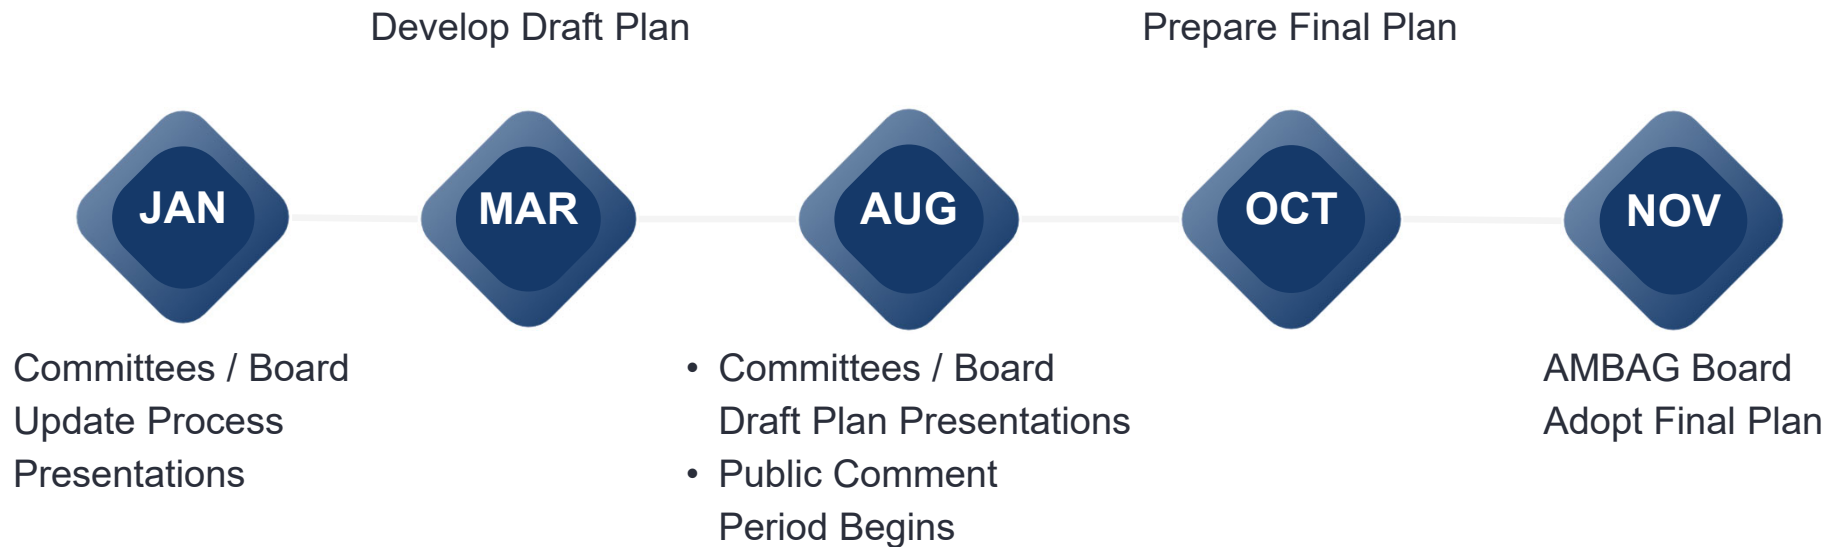 Develop Draft Plan
Prepare Final Plan
JAN
MAR
AUG
OCT
NOV
Committees / Board
Update Process
Presentations
• Committees / Board
Draft Plan Presentations
• Public Comment
Period Begins
AMBAG Board
Adopt Final Plan